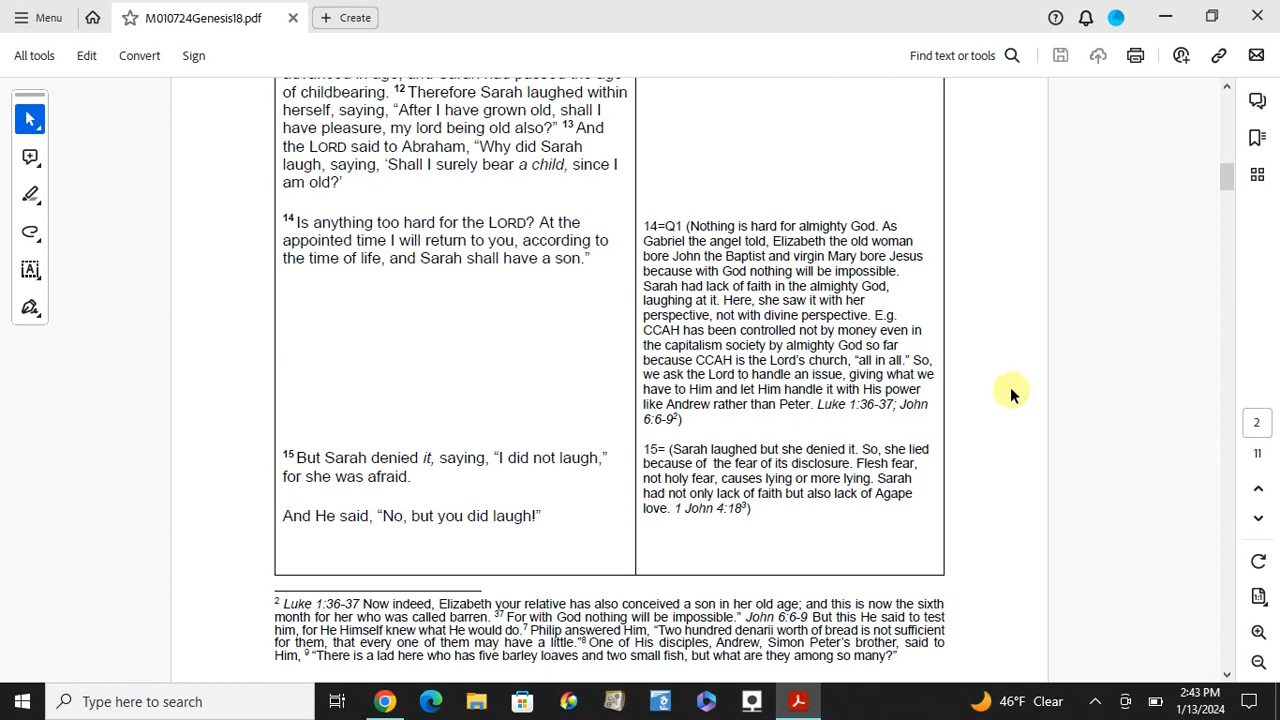 Menu
M010724Genesis18.pdf
Create
All tools
Edit
Convert
Sign
Find text or tools
advanced in age; and Sarah had passed the age
of childbearing. 12 Therefore Sarah laughed within
herself, saying, “After I have grown old, shall I
have pleasure, my lord being old also?” 13 And
the LORD said to Abraham, “Why did Sarah
laugh, saying, ‘Shall I surely bear a child, since I
am old?’
14 Is anything too hard for the LORD? At the
appointed time I will return to you, according to
the time of life, and Sarah shall have a son.”
15 But Sarah denied it, saying, “I did not laugh,”
for she was afraid.
And He said, “No, but you did laugh!”
14=Q1 (Nothing is hard for almighty God. As
Gabriel the angel told, Elizabeth the old woman
bore John the Baptist and virgin Mary bore Jesus
because with God nothing will be impossible.
Sarah had lack of faith in the almighty God,
laughing at it. Here, she saw it with her
perspective, not with divine perspective. E.g.
CCAH has been controlled not by money even in
the capitalism society by almighty God so far
because CCAH is the Lord’s church, “all in all.” So,
we ask the Lord to handle an issue, giving what we
have to Him and let Him handle it with His power
like Andrew rather than Peter. Luke 1:36-37; John
6:6-9 2)
15= (Sarah laughed but she denied it. So, she lied
because of the fear of its disclosure. Flesh fear,
not holy fear, causes lying or more lying. Sarah
had not only lack of faith but also lack of Agape
love. 1 John 4:18 3)
2 Luke 1:36-37 Now indeed, Elizabeth your relative has also conceived a son in her old age; and this is now the sixth
month for her who was called barren. 37 For with God nothing will be impossible.” John 6:6-9 But this He said to test
him, for He Himself knew what He would do. 7 Philip answered Him, “Two hundred denarii worth of bread is not sufficient
for them, that every one of them may have a little.” 8 One of His disciples, Andrew, Simon Peter’s brother, said to
Him, 9 “There is a lad here who has five barley loaves and two small fish, but what are they among so many?”
2
11
Type here to search
46°F Clear
2:43 PM
1/13/2024